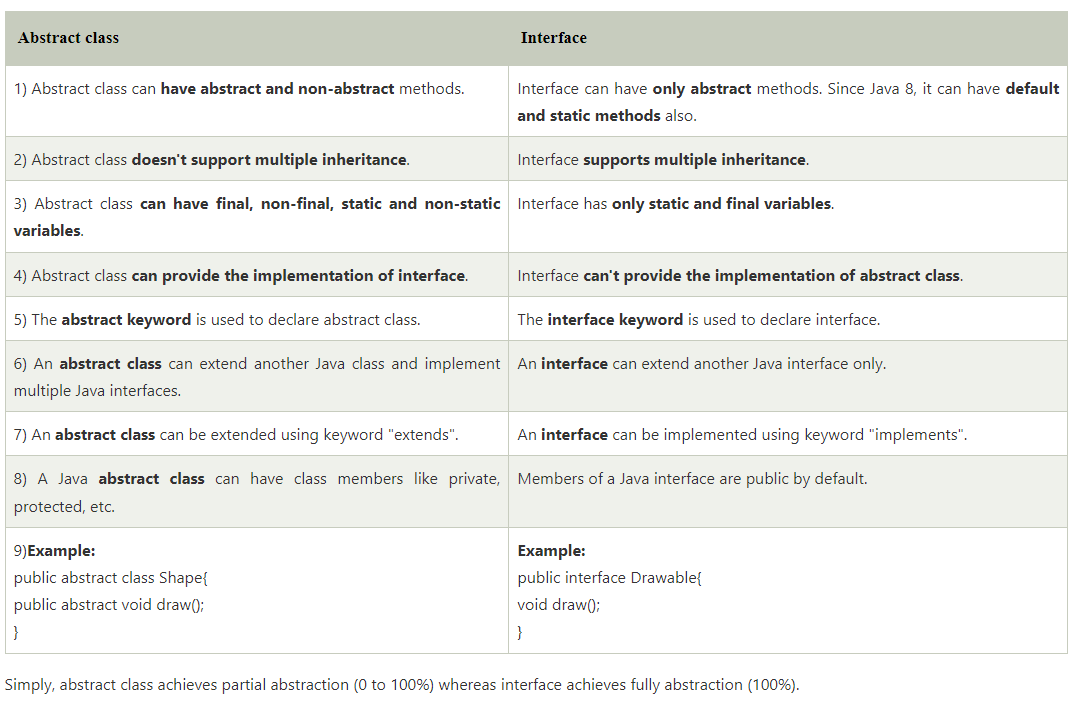 Abstract class
Interface
1) Abstract class can have abstract and non-abstract methods.
Interface can have only abstract methods. Since Java 8, it can have default
and static methods also.
2) Abstract class doesn't support multiple inheritance.
Interface supports multiple inheritance.
3) Abstract class can have final, non-final, static and non-static
variables.
Interface has only static and final variables.
4) Abstract class can provide the implementation of interface.
Interface can't provide the implementation of abstract class.
5) The abstract keyword is used to declare abstract class.
The interface keyword is used to declare interface.
6) An abstract class can extend another Java class and implement
multiple Java interfaces.
An interface can extend another Java interface only.
7) An abstract class can be extended using keyword "extends".
An interface can be implemented using keyword "implements".
8) A Java abstract class can have class members like private,
protected, etc.
Members of a Java interface are public by default.
9)Example:
public abstract class Shape{
public abstract void draw();
}
Example:
public interface Drawable{
void draw();
}
Simply, abstract class achieves partial abstraction (0 to 100%) whereas interface achieves fully abstraction (100%).